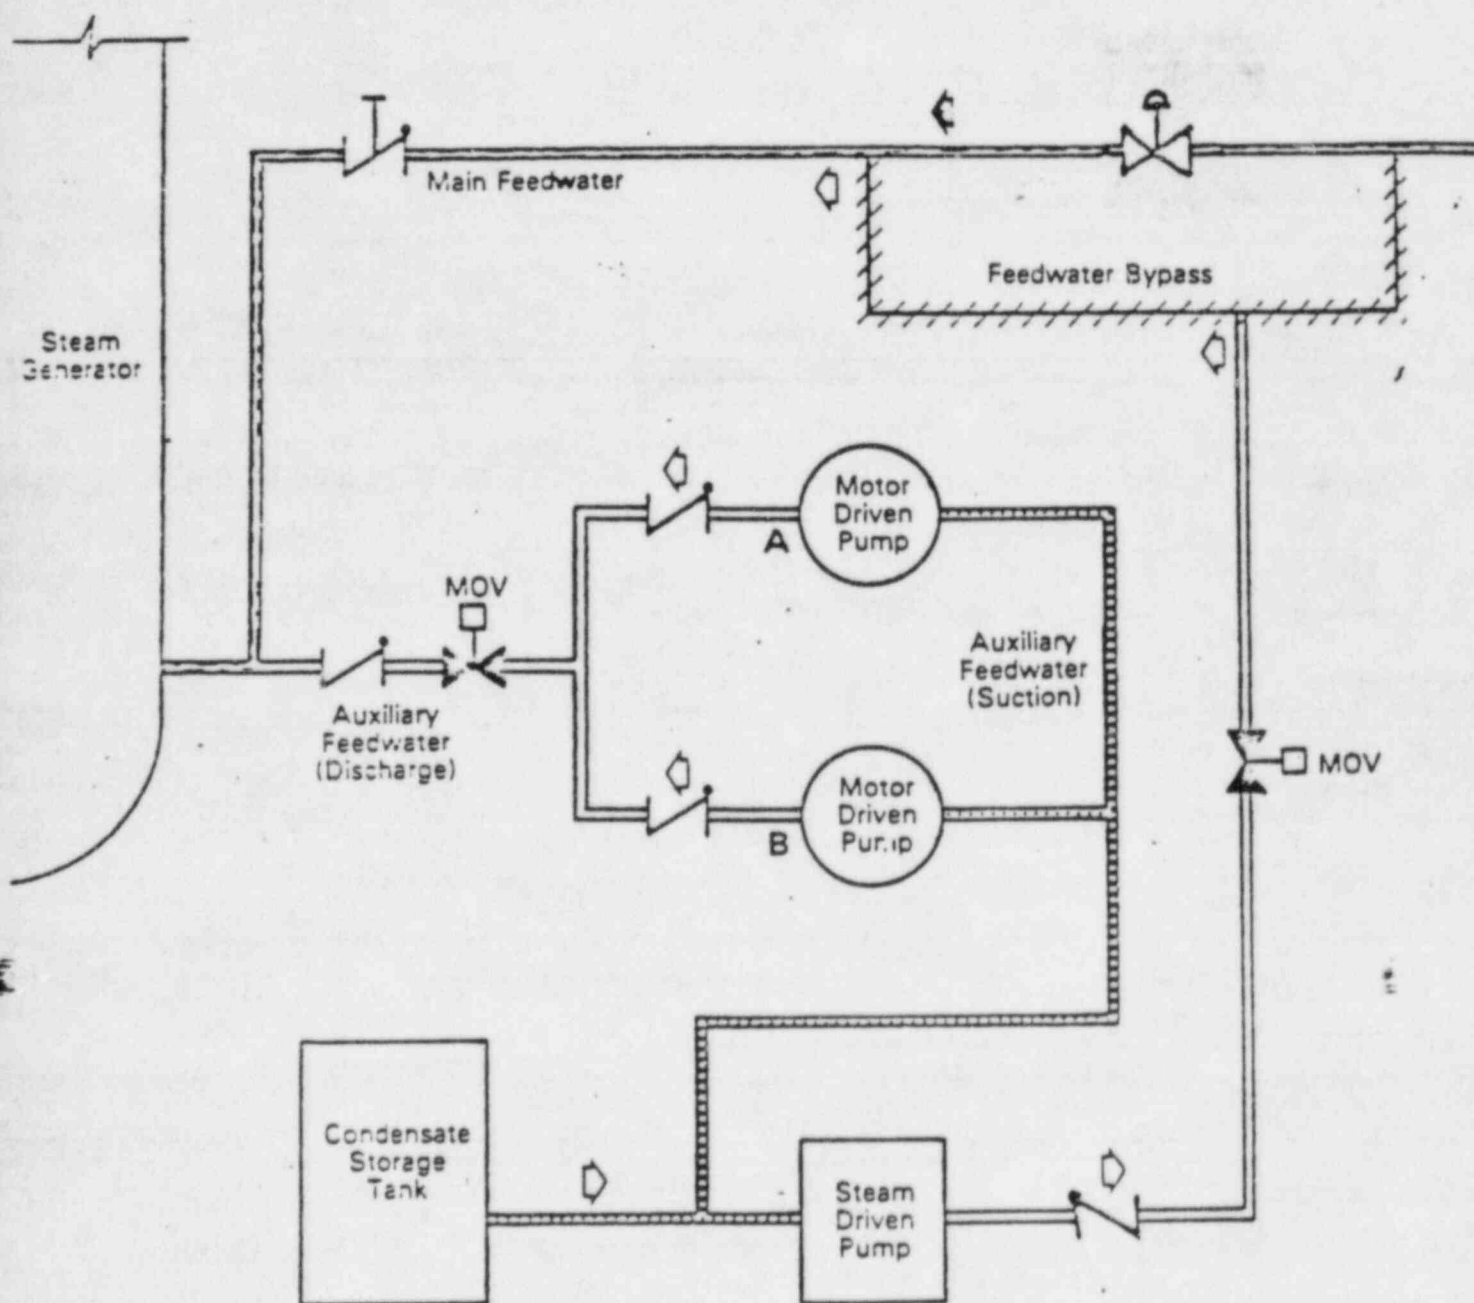 Main Feedwater
Feedwater Bypass
Steam
Generator
Motor
Driven
Pump
A
MOV
Auxiliary
Feedwater
(Suction)
Auxiliary
Feedwater
(Discharge)
MOV
Motor
Driven
Pump
B
Condensate
Storage
Tank
Steam
Driven
Pump